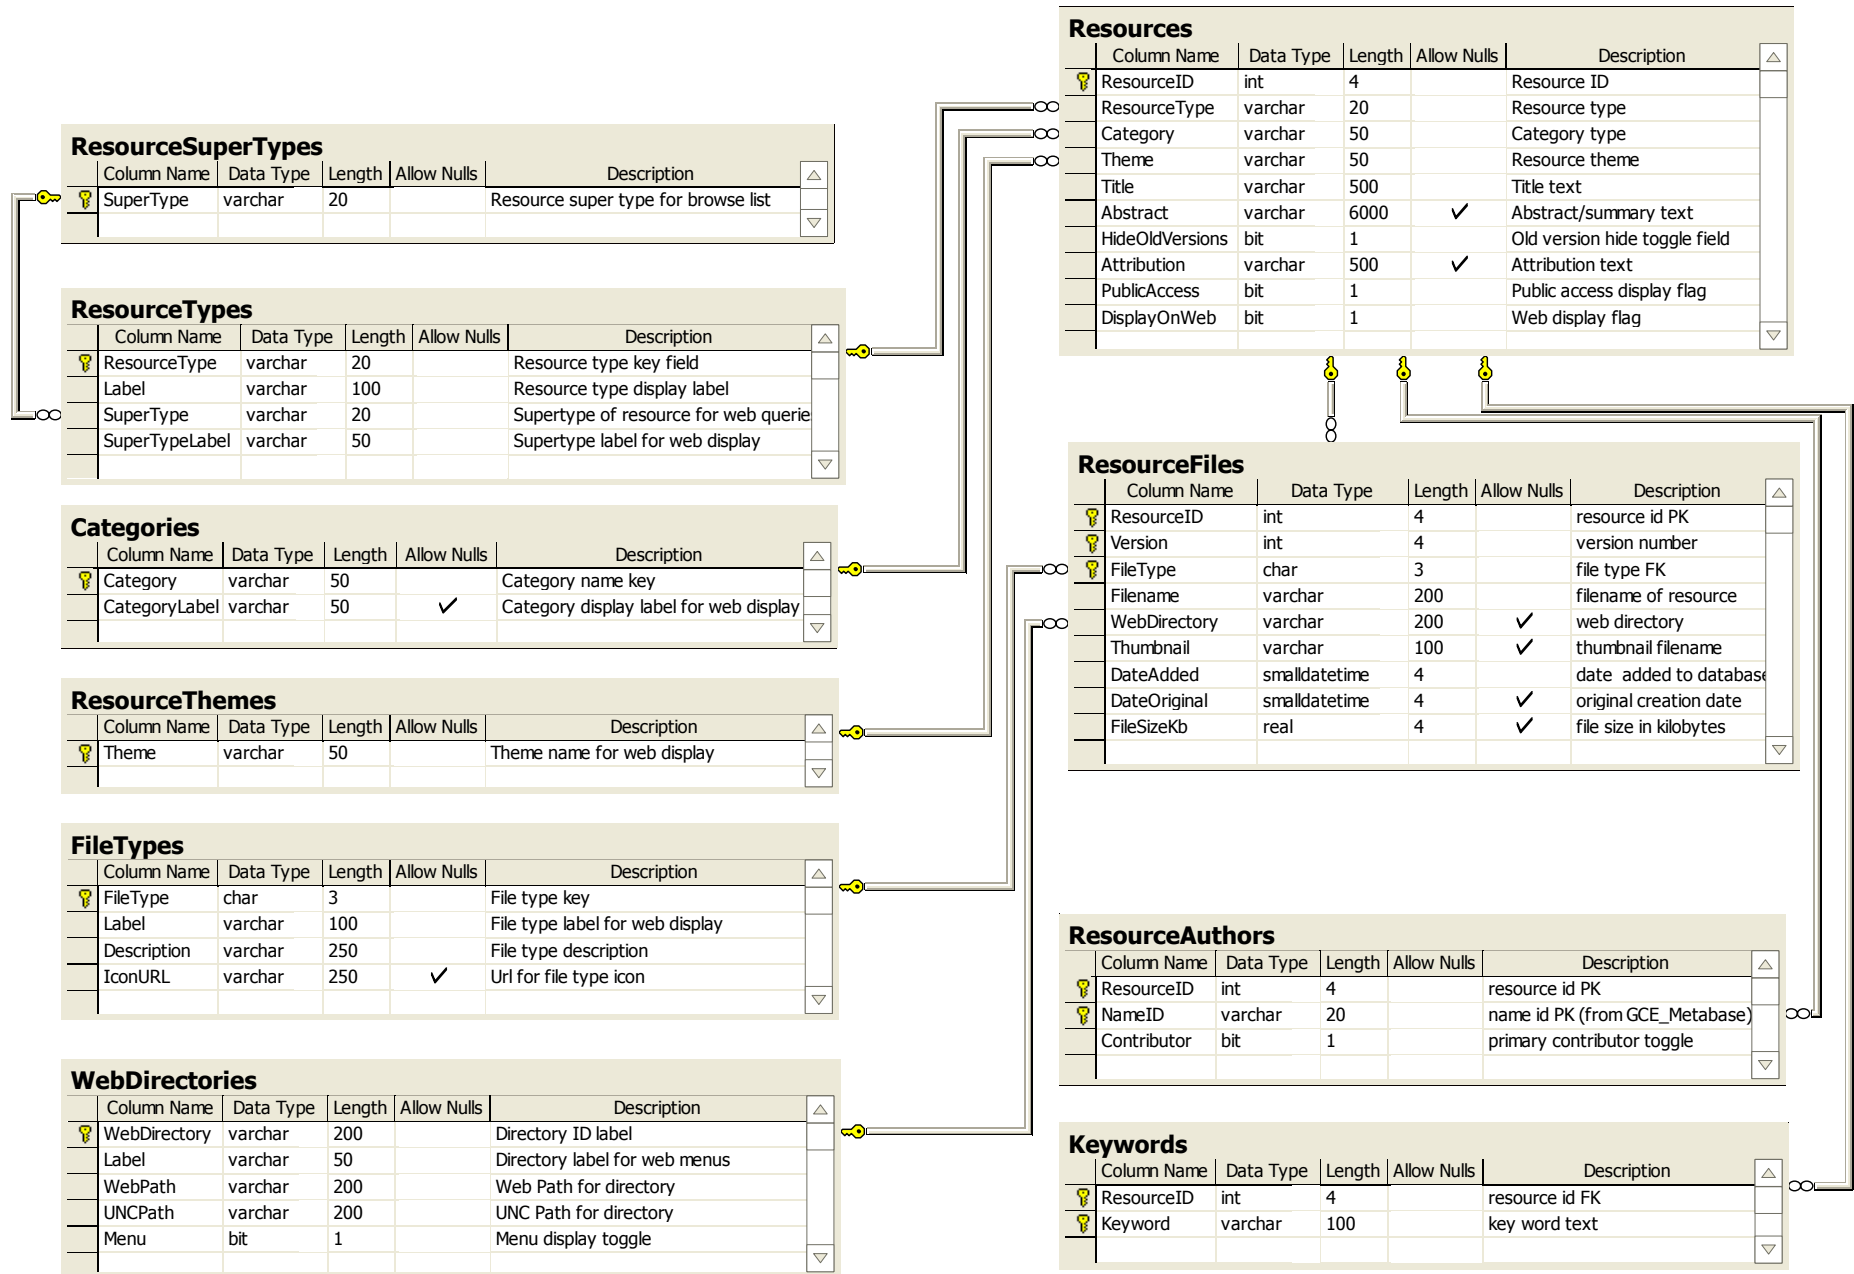 ResourceSuperTypes
Column Name Data Type Length Allow Nulls Description
SuperType varchar 20 Resource super type for browse list
ResourceTypes
Column Name Data Type Length Allow Nulls Description
ResourceType varchar 20 Resource type key field
Label varchar 100 Resource type display label
SuperType varchar 20 Supertype of resource for web querie
SuperTypeLabel varchar 50 Supertype label for web display
Categories
Column Name Data Type Length Allow Nulls Description
Category varchar 50 Category name key
CategoryLabel varchar 50 ✓ Category display label for web display
ResourceThemes
Column Name Data Type Length Allow Nulls Description
Theme varchar 50 Theme name for web display
FileTypes
Column Name Data Type Length Allow Nulls Description
FileType char 3 File type key
Label varchar 100 File type label for web display
Description varchar 250 File type description
IconURL varchar 250 ✓ Url for file type icon
WebDirectories
Column Name Data Type Length Allow Nulls Description
WebDirectory varchar 200 Directory ID label
Label varchar 50 Directory label for web menus
WebPath varchar 200 Web Path for directory
UNCPath varchar 200 UNC Path for directory
Menu bit 1 Menu display toggle
Resources
Column Name Data Type Length Allow Nulls Description
ResourceID int 4 Resource ID
ResourceType varchar 20 Resource type
Category varchar 50 Category type
Theme varchar 50 Resource theme
Title varchar 500 Title text
Abstract varchar 6000 ✓ Abstract/summary text
HideOldVersions bit 1 Old version hide toggle field
Attribution varchar 500 ✓ Attribution text
PublicAccess bit 1 Public access display flag
DisplayOnWeb bit 1 Web display flag
ResourceFiles
Column Name Data Type Length Allow Nulls Description
ResourceID int 4 resource id PK
Version int 4 version number
FileType char 3 file type FK
Filename varchar 200 filename of resource
WebDirectory varchar 200 ✓ web directory
Thumbnail varchar 100 ✓ thumbnail filename
DateAdded smalldatetime 4 date added to database
DateOriginal smalldatetime 4 ✓ original creation date
FileSizeKb real 4 ✓ file size in kilobytes
ResourceAuthors
Column Name Data Type Length Allow Nulls Description
ResourceID int 4 resource id PK
NameID varchar 20 name id PK (from GCE_Metabase)
Contributor bit 1 primary contributor toggle
Keywords
Column Name Data Type Length Allow Nulls Description
ResourceID int 4 resource id FK
Keyword varchar 100 key word text